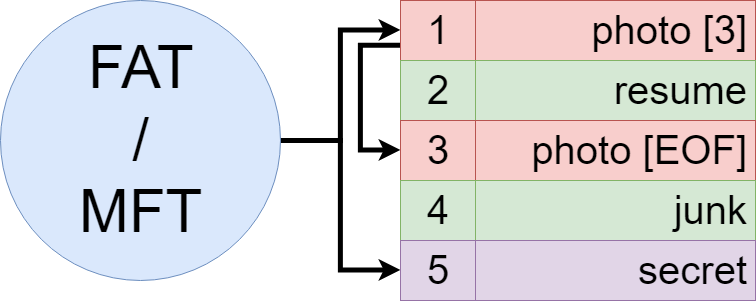 FAT
/
MFT
1 photo [3]
2 resume
3 photo [EOF]
4 junk
5 secret